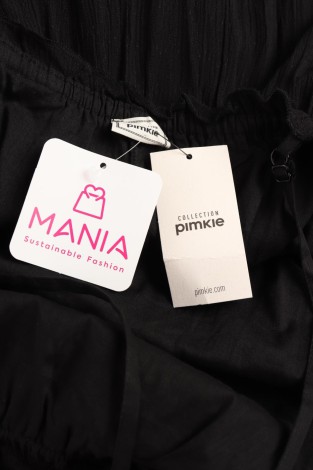 pimkie
MANIA
Sustainable Fashion
COLLECTION
pimkie
pimkie.com